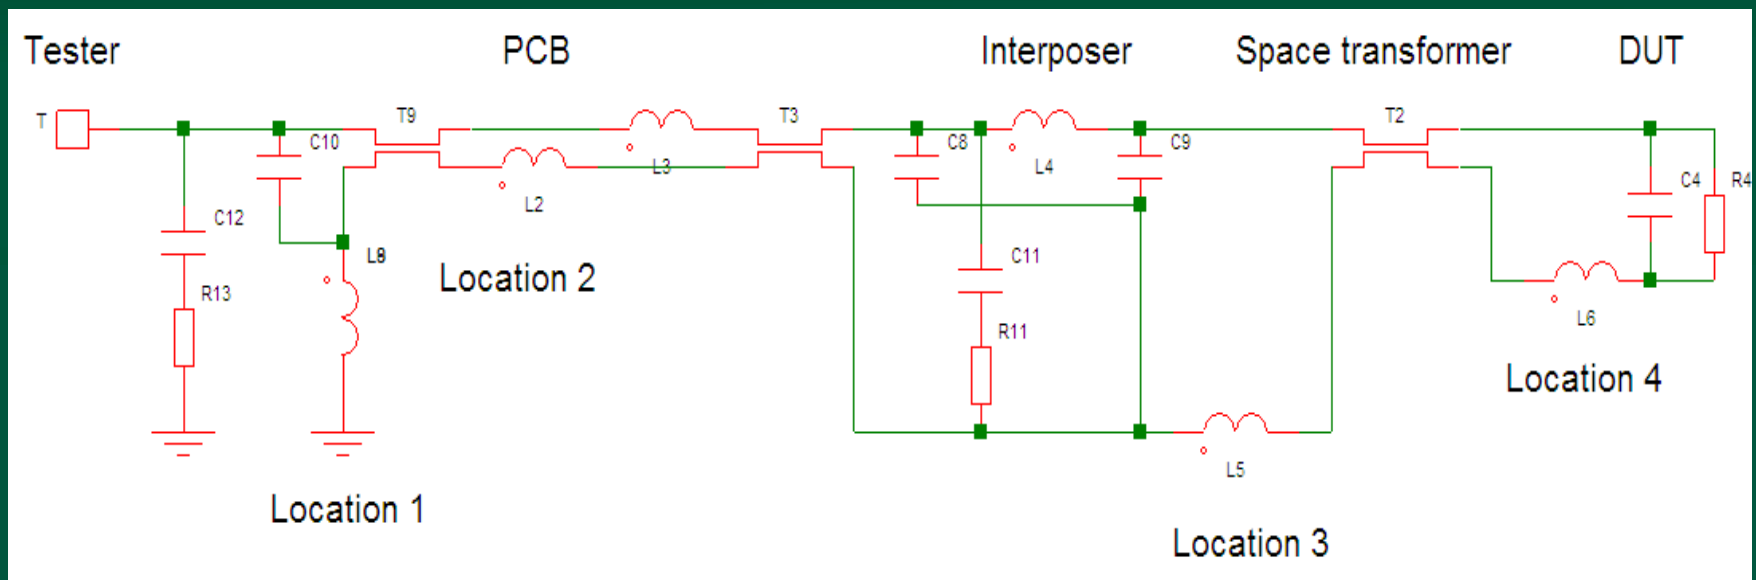 Tester
PCB
Interposer
Space transformer
DUT
T
T9
T3
T2
C10
L3
C8
L4
C9
C4
R4
L2
C12
L8
Location 2
C11
R13
R11
L6
Location 4
L5
Location 1
Location 3